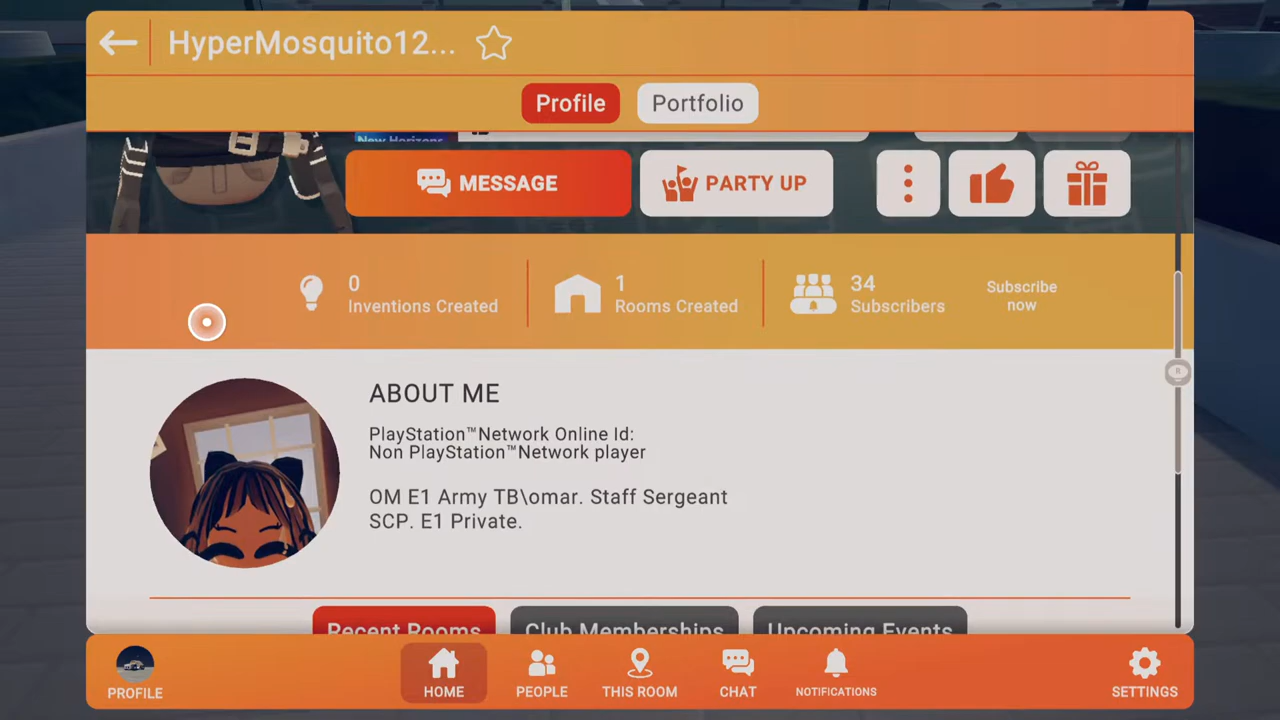 HyperMosquito12...
Profile
Portfolio
New Horizons
MESSAGE
PARTY UP
0
Inventions Created
1
Rooms Created
34
Subscribers
Subscribe
now
ABOUT ME
PlayStation™Network Online Id:
Non PlayStation™Network player
OM E1 Army TB\omar. Staff Sergeant
SCP. E1 Private.
Recent Rooms
Club Memberships
Upcoming Events
PROFILE
HOME
PEOPLE
THIS ROOM
CHAT
NOTIFICATIONS
SETTINGS